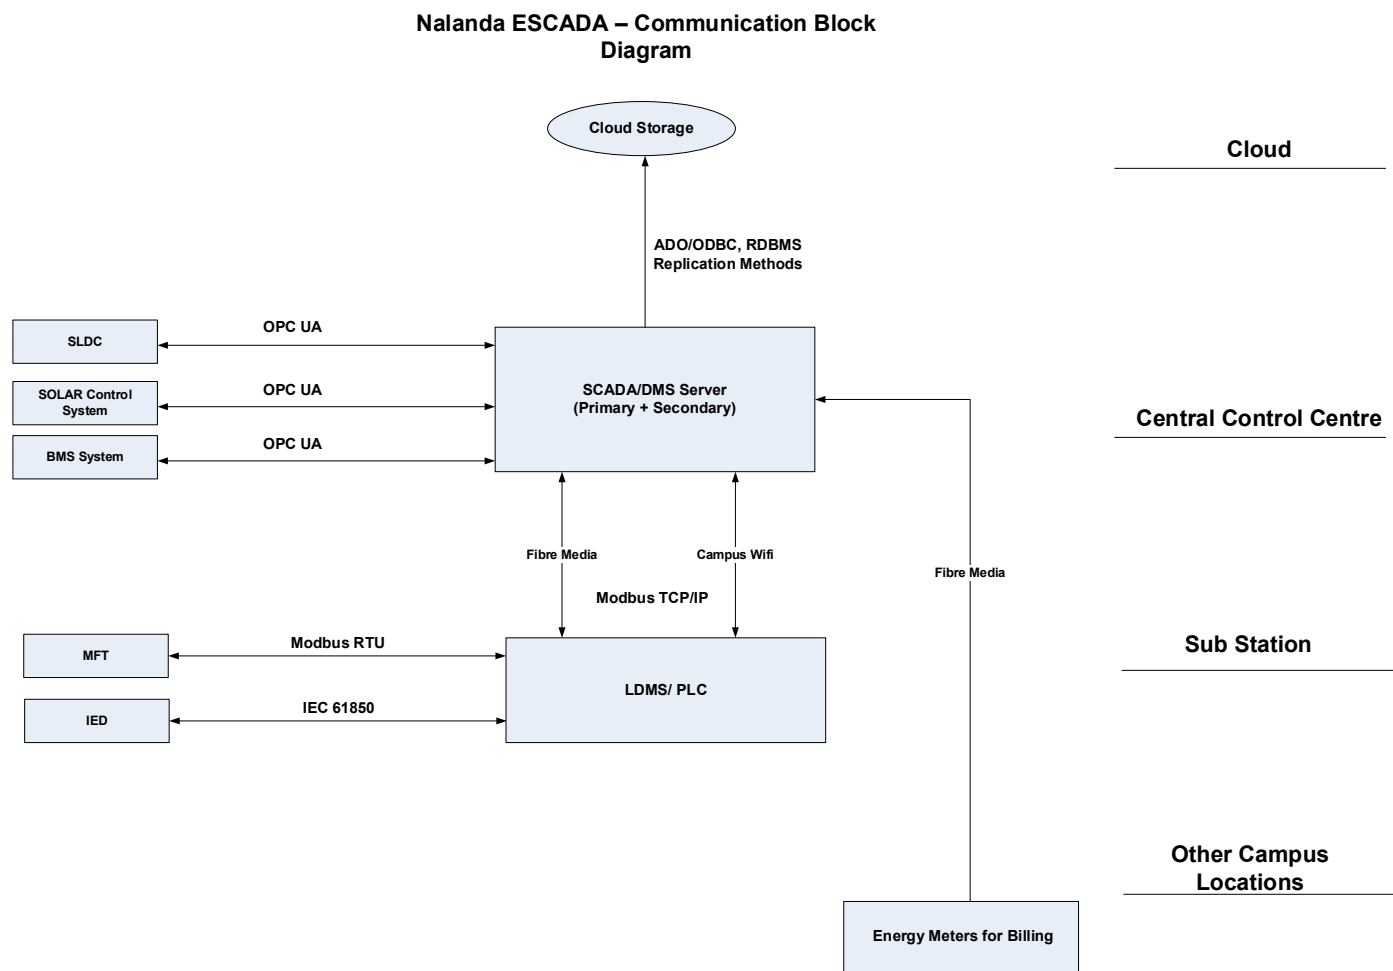 Nalanda ESCADA – Communication Block
Diagram
Cloud Storage
Cloud
ADO/ODBC, RDBMS
Replication Methods
SLDC
OPC UA
SOLAR Control
System
OPC UA
BMS System
OPC UA
SCADA/DMS Server
(Primary + Secondary)
Central Control Centre
Fibre Media
Campus Wifi
Fibre Media
Modbus TCP/IP
MFT
Modbus RTU
Sub Station
LDMS/ PLC
IED
IEC 61850
Other Campus
Locations
Energy Meters for Billing